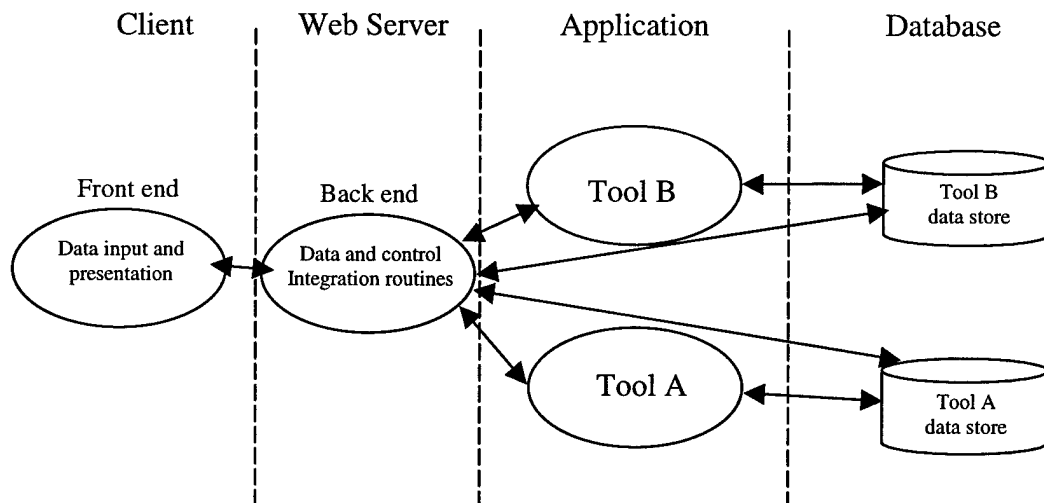 Client
Web Server
Application
Database
Front end
Data input and
presentation
Back end
Data and control
Integration routines
Tool B
Tool B
data store
Tool A
Tool A
data store